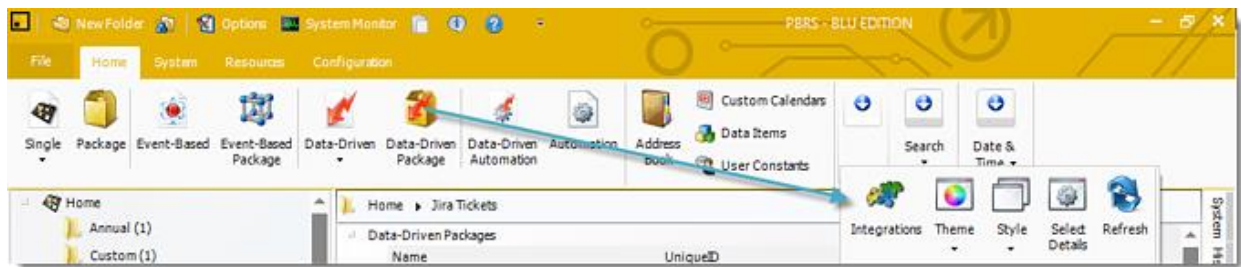 New Folder Options System Monitor PBRS - BLU EDITION
File Home System Resources Configuration
Single Package Event-Based Event-Based Package Data-Driven Data-Driven Package Data-Driven Automation Automation Address Book Custom Calendars Data Items User Constants Search Date & Time
Integrations Theme Style Select Details Refresh
Home Home Jira Tickets
Annual (1) Data-Driven Packages
Custom (1) Name UniqueID
System His